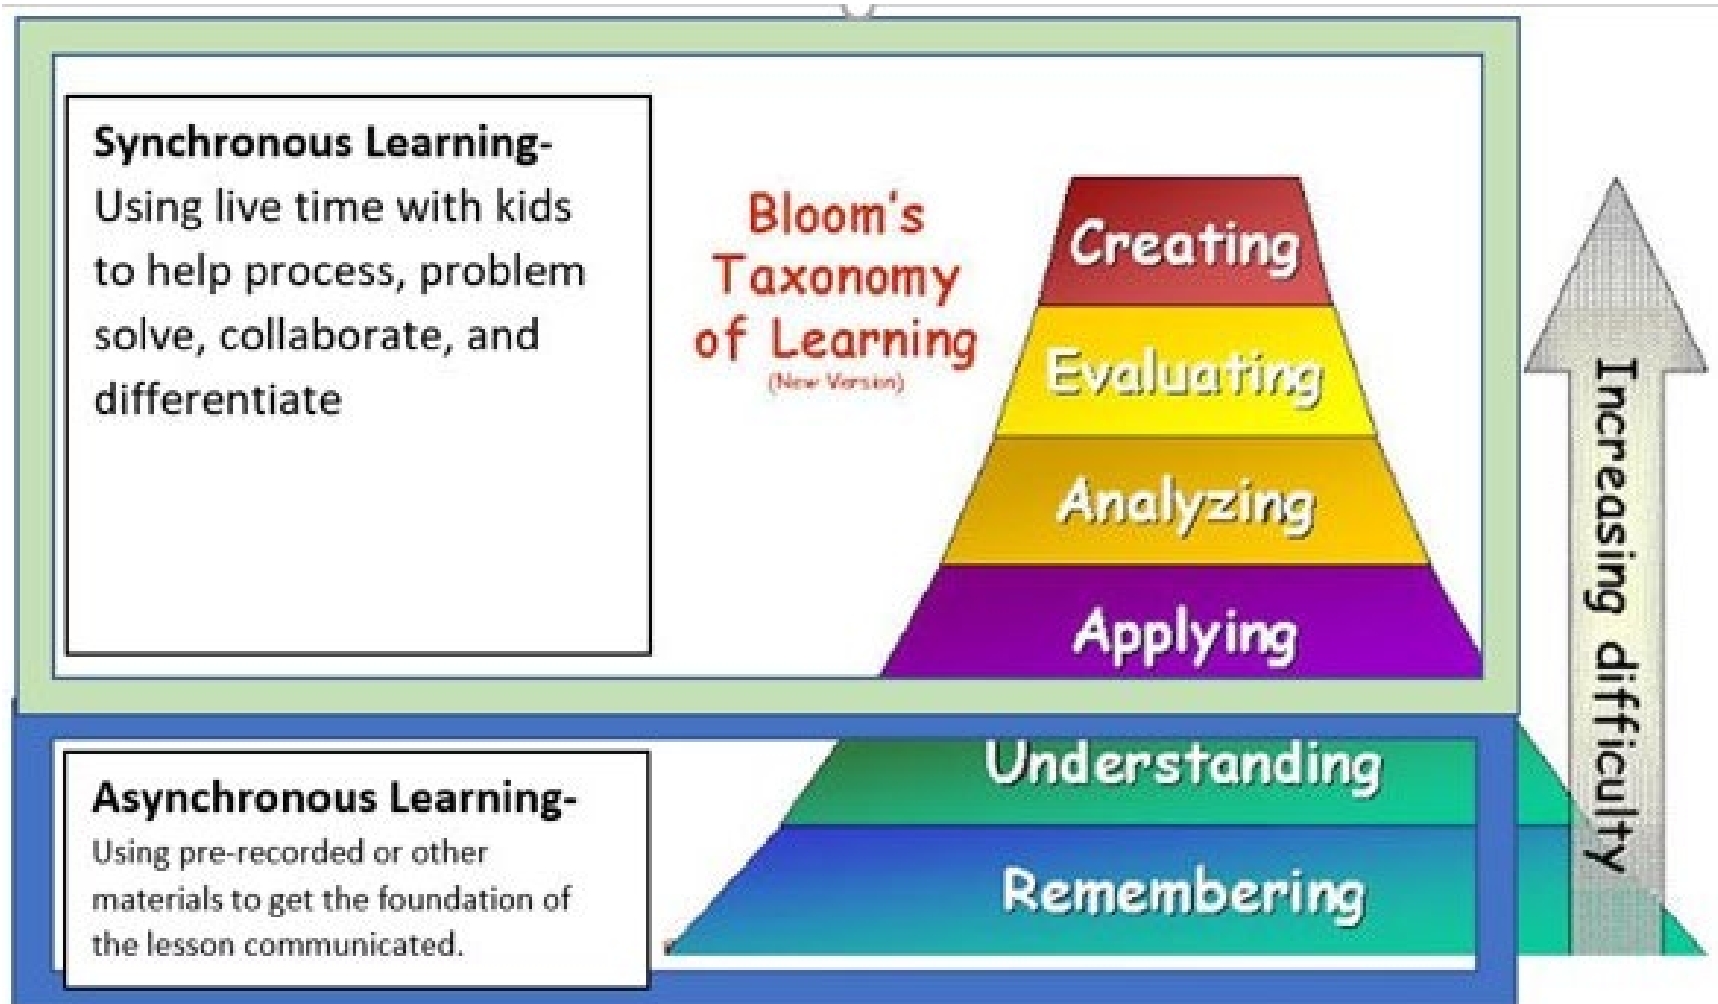 Synchronous Learning-
Using live time with kids
to help process, problem
solve, collaborate, and
differentiate
Bloom's
Taxonomy
of Learning
(New Version)
Creating
Evaluating
Analyzing
Applying
Understanding
Remembering
Increasing difficulty
Asynchronous Learning-
Using pre-recorded or other
materials to get the foundation of
the lesson communicated.